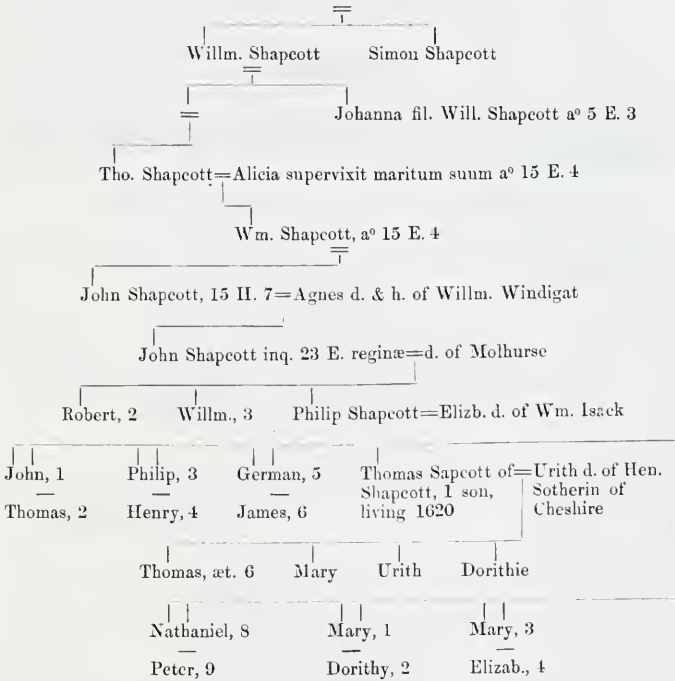 Willm. Shapcott Simon Shapcott
Johanna fil. Will. Shapcott aº 5 E. 3
Tho. Shapcott=Alicia supervixit maritum suum aº 15 E. 4
Wm. Shapcott, aº 15 E. 4
John Shapcott, 15 H. 7=Agnes d. & h. of Willm. Windigat
John Shapcott inq. 23 E. reginæ=d. of Molhurse
Robert, 2 Willm., 3 Philip Shapcott=Elizb. d. of Wm. Isack
John, 1 Philip, 3 German, 5 Thomas Sapcott of=Urith d. of Hen.
Shapcott, 1 son, Sotherin of
Thomas, 2 Henry, 4 James, 6 living 1620 Cheshire
Thomas, æt. 6 Mary Urith Dorithie
Nathaniel, 8 Mary, 1 Mary, 3
Peter, 9 Dorithy, 2 Elizab., 4